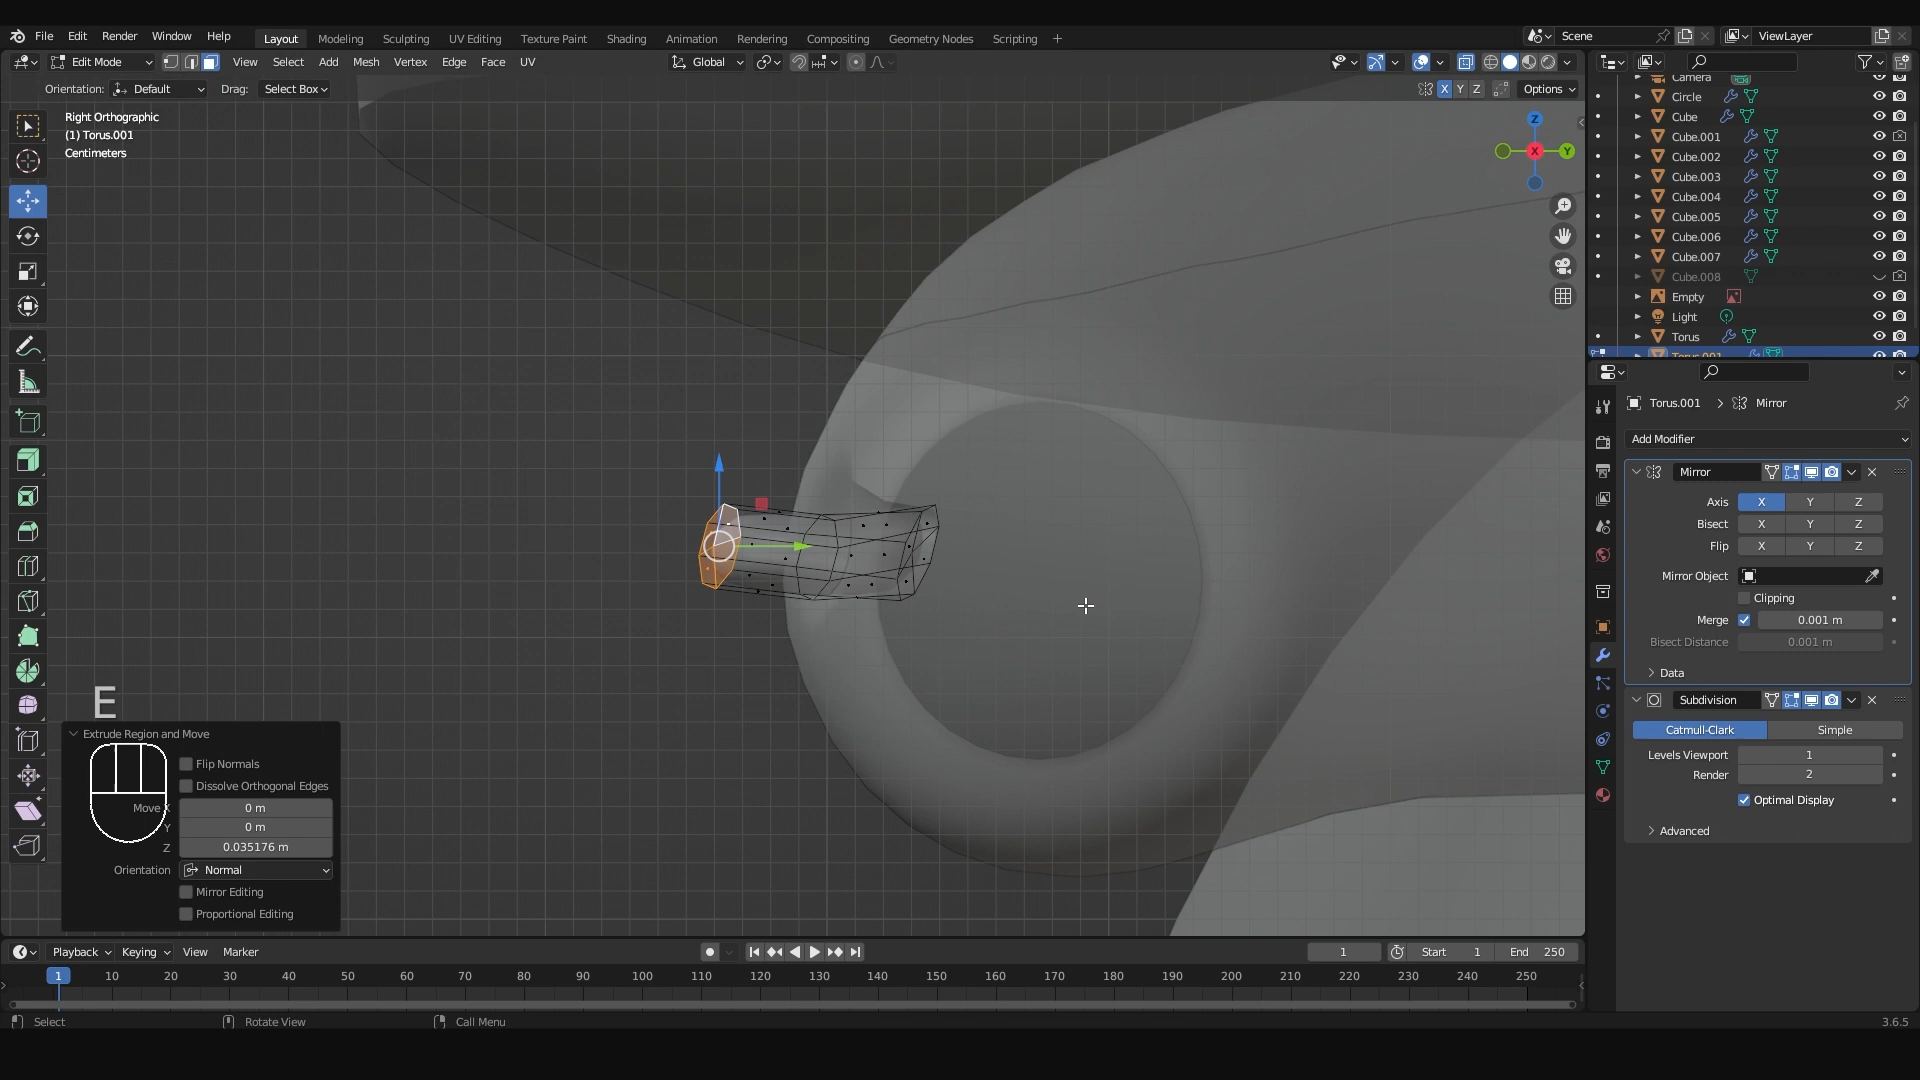 File Edit Render Window Help Layout Modeling Sculpting UV Editing Texture Paint Shading Animation Rendering Compositing Geometry Nodes Scripting + Scene ViewLayer
Edit Mode View Select Add Mesh Vertex Edge Face UV Global
Orientation: Default Drag: Select Box X Y Z Options
Right Orthographic
(1) Torus.001
Centimeters
Z
X
Y
Camera
Circle
Cube
Cube.001
Cube.002
Cube.003
Cube.004
Cube.005
Cube.006
Cube.007
Cube.008
Empty
Light
Torus
Torus.001
Torus.001 > Mirror
Add Modifier
Mirror
Axis X Y Z
Bisect X Y Z
Flip X Y Z
Mirror Object
Clipping
Merge 0.001 m
Bisect Distance 0.001 m
Data
Subdivision
Catmull-Clark Simple
Levels Viewport 1
Render 2
Optimal Display
Advanced
E
Extrude Region and Move
Flip Normals
Dissolve Orthogonal Edges
Move X 0 m
Y 0 m
Z 0.035176 m
Orientation Normal
Mirror Editing
Proportional Editing
Playback Keying View Marker 1 Start 1 End 250
1 10 20 30 40 50 60 70 80 90 100 110 120 130 140 150 160 170 180 190 200 210 220 230 240 250
Select Rotate View Call Menu 3.6.5